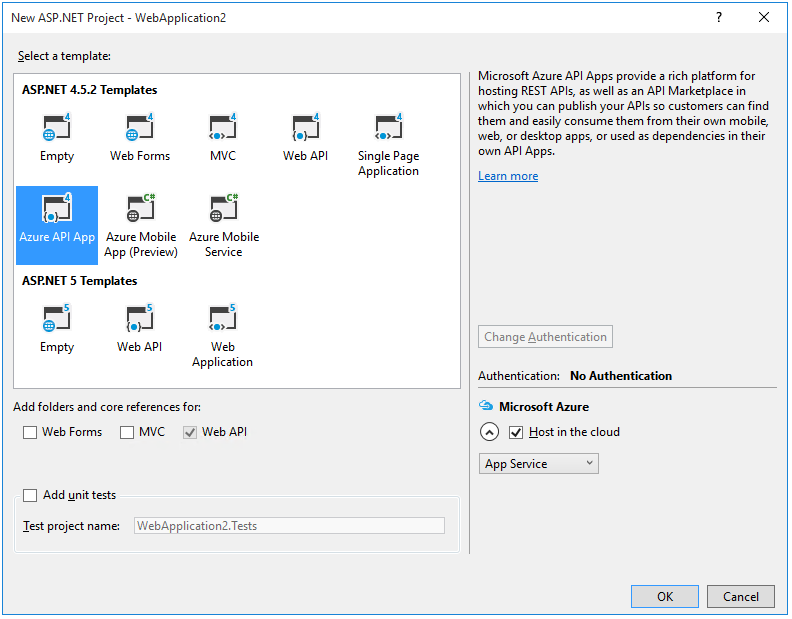 New ASP.NET Project - WebApplication2
?
Select a template:
ASP.NET 4.5.2 Templates
4 4 4 4 4
Empty Web Forms MVC Web API Single Page
Application
4 C# C#
Azure API App Azure Mobile Azure Mobile
App (Preview) Service
ASP.NET 5 Templates
5 5 5
Empty Web API Web
Application
Add folders and core references for:
Web Forms MVC Web API
Add unit tests
Test project name: WebApplication2.Tests
Microsoft Azure API Apps provide a rich platform for
hosting REST APIs, as well as an API Marketplace in
which you can publish your APIs so customers can find
them and easily consume them from their own mobile,
web, or desktop apps, or used as dependencies in their
own API Apps.
Learn more
Change Authentication
Authentication: No Authentication
Microsoft Azure
Host in the cloud
App Service
OK Cancel